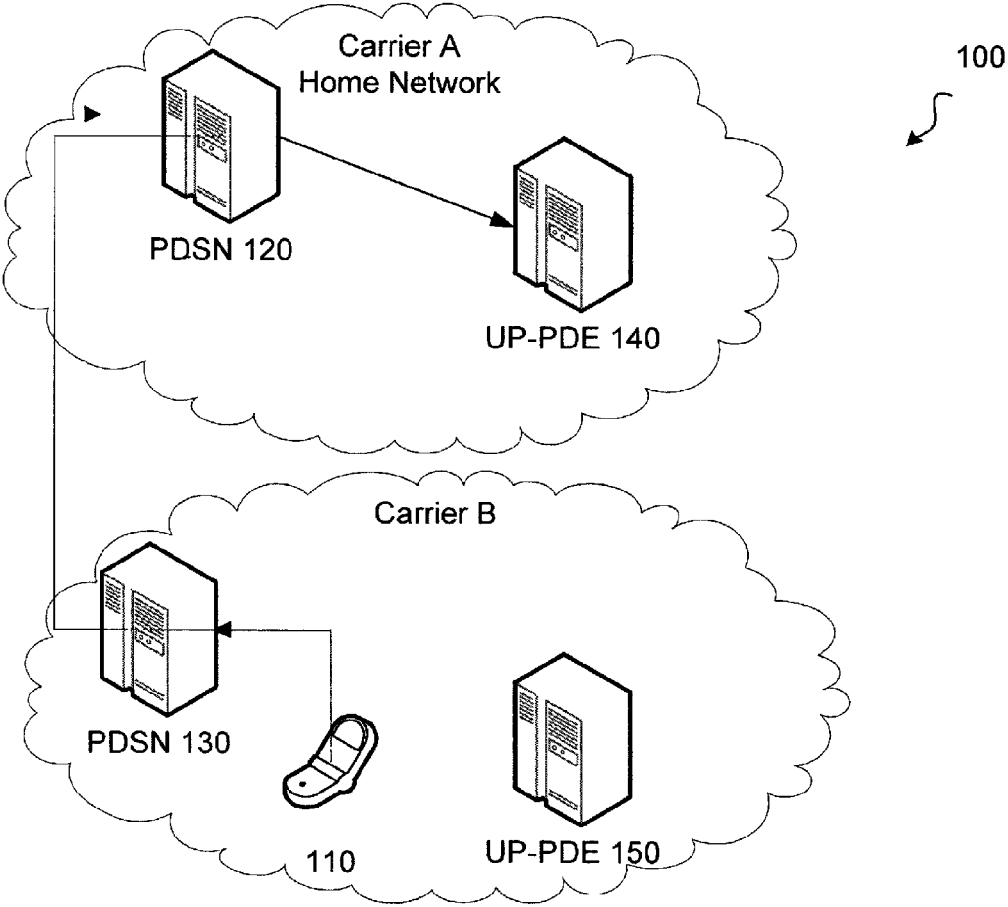 Carrier A
Home Network
100
PDSN 120
UP-PDE 140
Carrier B
PDSN 130
110
UP-PDE 150